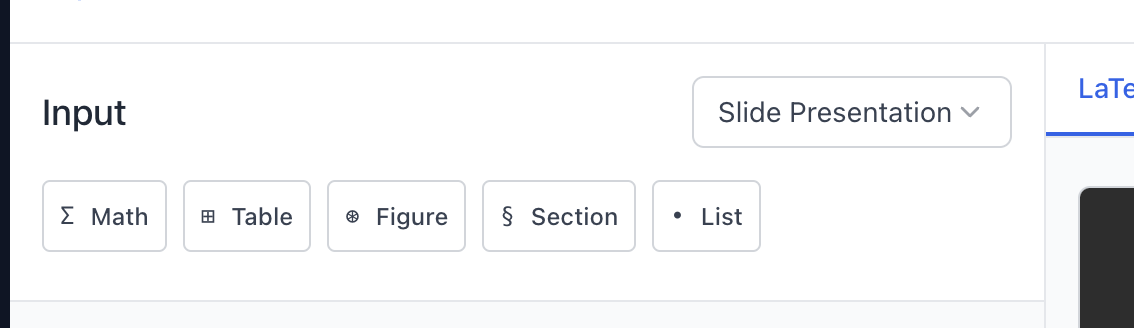 Input
Slide Presentation
Σ Math
⊞ Table
⊛ Figure
§ Section
• List
LaTe